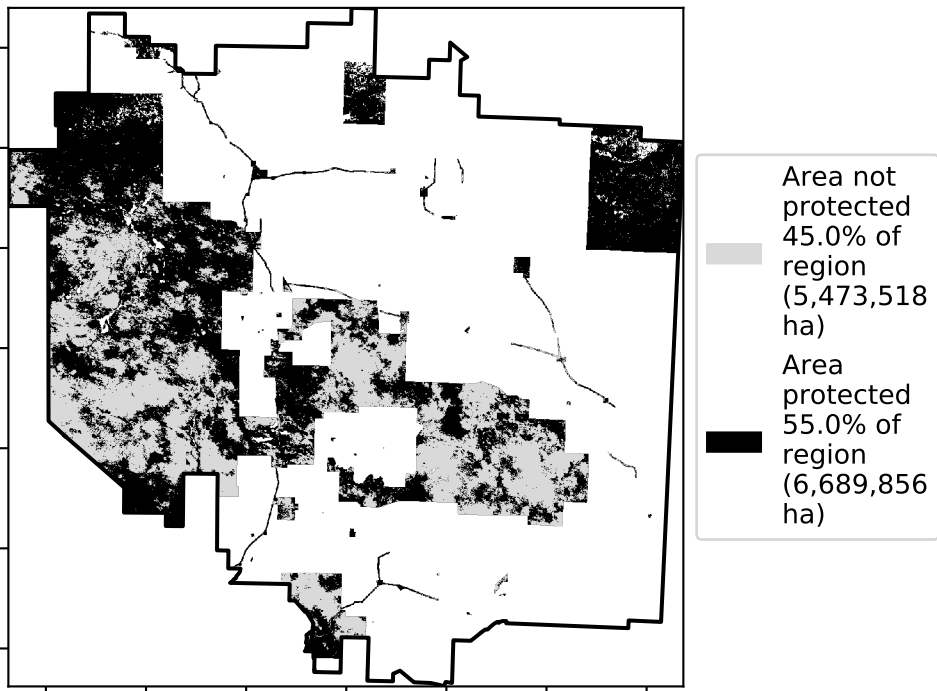 Area not
protected
45.0% of
region
(5,473,518
ha)
Area
protected
55.0% of
region
(6,689,856
ha)